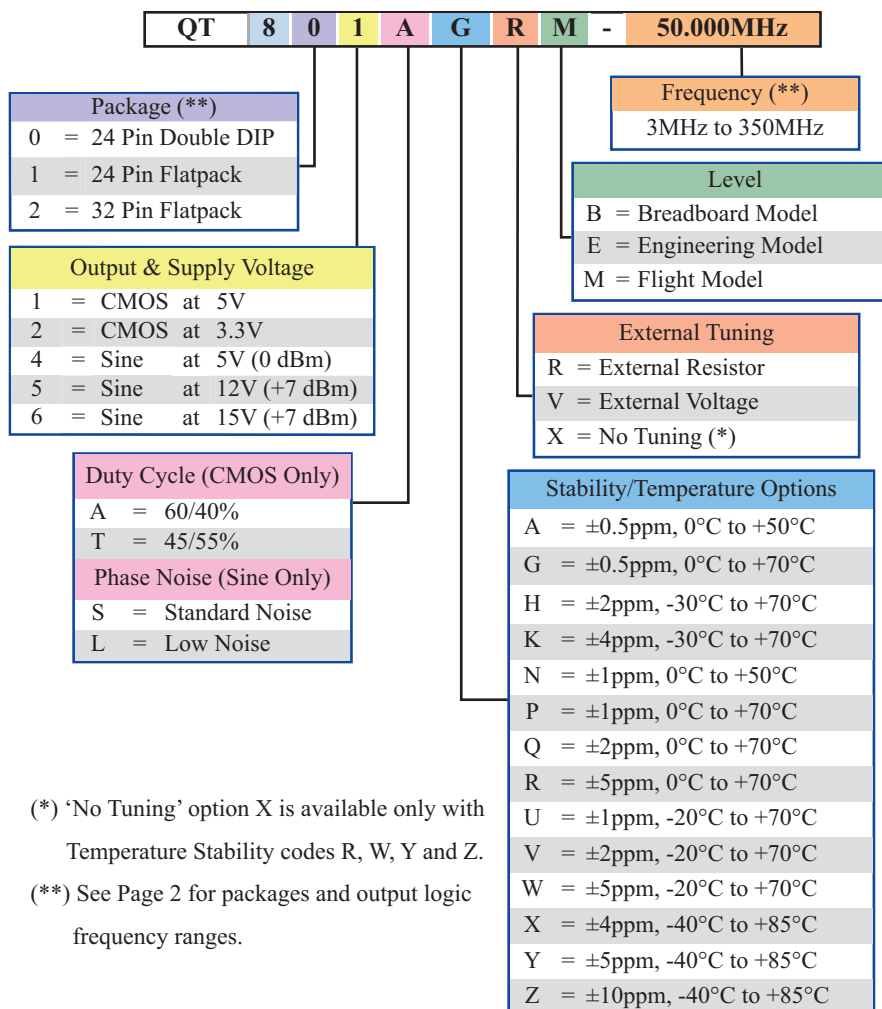 QT 8 0 1 A G R M - 50.000MHz
Package (**)
0 = 24 Pin Double DIP
1 = 24 Pin Flatpack
2 = 32 Pin Flatpack
Frequency (**)
3MHz to 350MHz
Level
B = Breadboard Model
E = Engineering Model
M = Flight Model
Output & Supply Voltage
1 = CMOS at 5V
2 = CMOS at 3.3V
4 = Sine at 5V (0 dBm)
5 = Sine at 12V (+7 dBm)
6 = Sine at 15V (+7 dBm)
External Tuning
R = External Resistor
V = External Voltage
X = No Tuning (*)
Duty Cycle (CMOS Only)
A = 60/40%
T = 45/55%
Phase Noise (Sine Only)
S = Standard Noise
L = Low Noise
Stability/Temperature Options
A = ±0.5ppm, 0°C to +50°C
G = ±0.5ppm, 0°C to +70°C
H = ±2ppm, -30°C to +70°C
K = ±4ppm, -30°C to +70°C
N = ±1ppm, 0°C to +50°C
P = ±1ppm, 0°C to +70°C
Q = ±2ppm, 0°C to +70°C
R = ±5ppm, 0°C to +70°C
U = ±1ppm, -20°C to +70°C
V = ±2ppm, -20°C to +70°C
W = ±5ppm, -20°C to +70°C
X = ±4ppm, -40°C to +85°C
Y = ±5ppm, -40°C to +85°C
Z = ±10ppm, -40°C to +85°C
(*) ‘No Tuning’ option X is available only with
Temperature Stability codes R, W, Y and Z.
(**) See Page 2 for packages and output logic
frequency ranges.